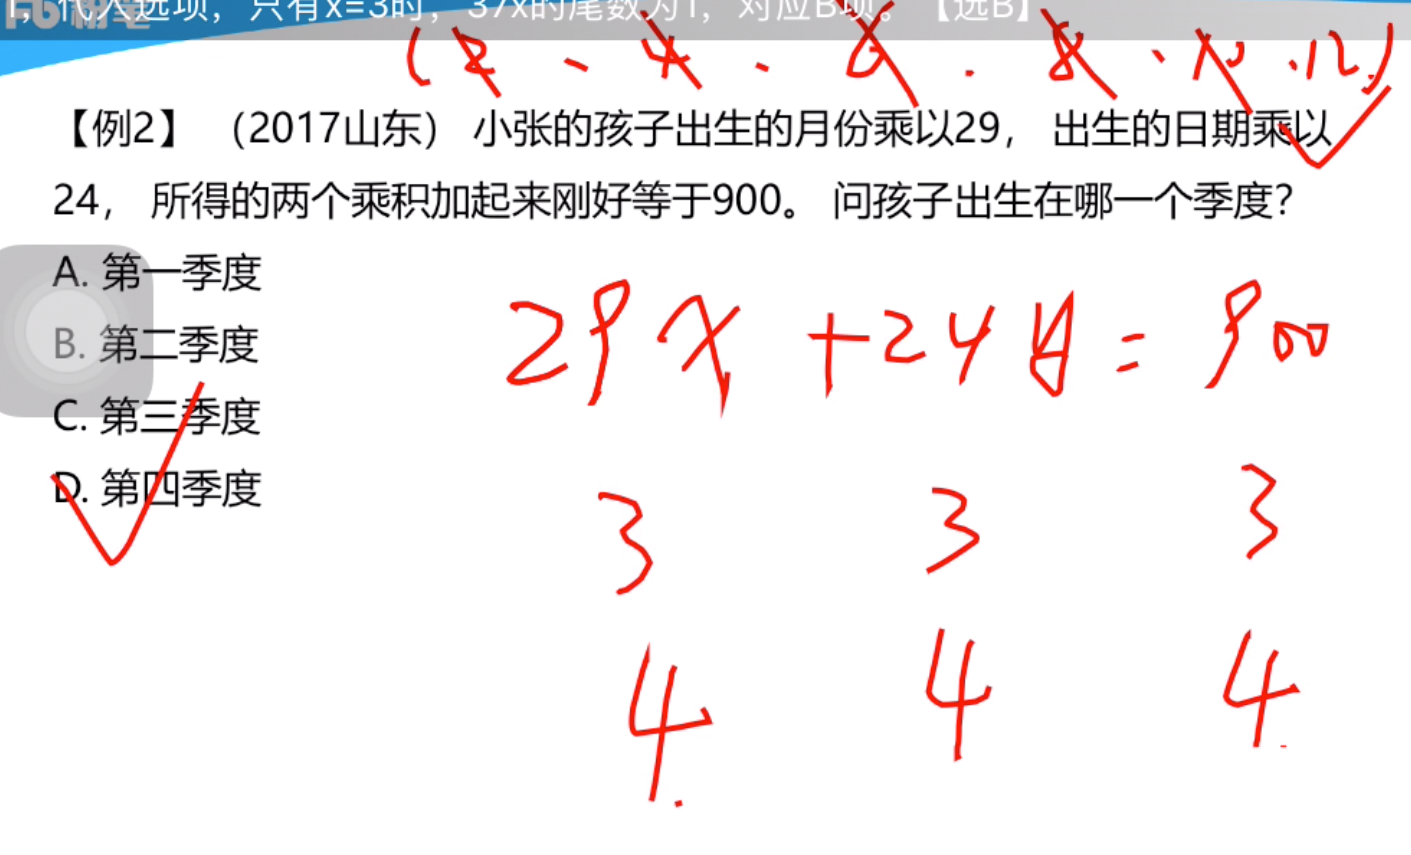 1，代入选项，只有x=3时，37x的尾数为1，对应B项。【选B】
(2、4、6、8、10、12)
【例2】（2017山东）小张的孩子出生的月份乘以29， 出生的日期乘以
24， 所得的两个乘积加起来刚好等于900。 问孩子出生在哪一个季度？
A. 第一季度
B. 第二季度
C. 第三季度
D. 第四季度
29x+24y=900
3 3 3
4. 4 4.